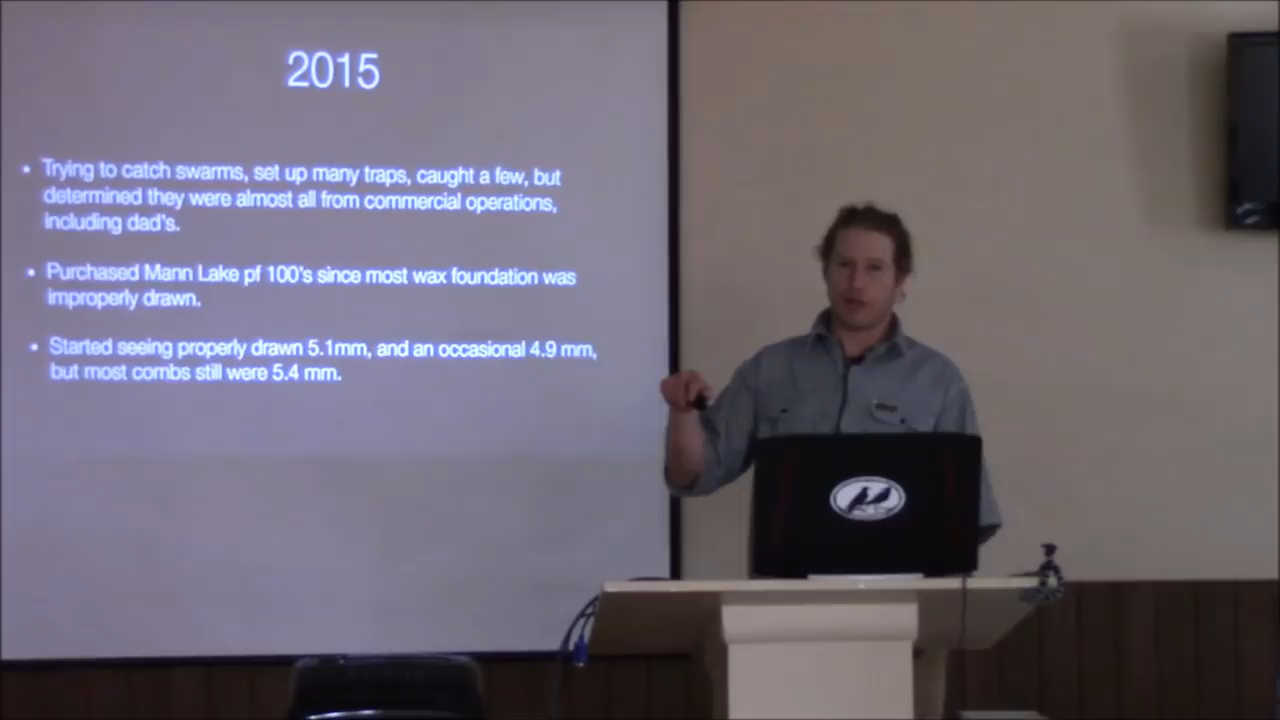 2015
• Trying to catch swarms, set up many traps, caught a few, but
determined they were almost all from commercial operations,
including dad's.
• Purchased Mann Lake pf 100's since most wax foundation was
improperly drawn.
• Started seeing properly drawn 5.1mm, and an occasional 4.9 mm,
but most combs still were 5.4 mm.